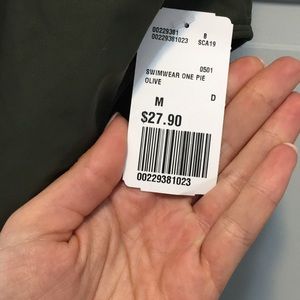 00229381 B
00229381023 SCA19
0501
SWIMWEAR ONE PIE
OLIVE
M D
$27.90
00229381023